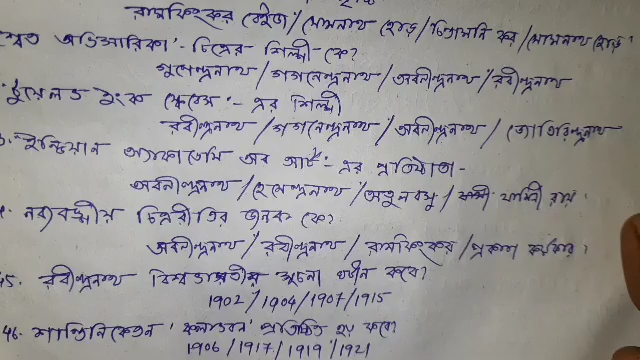 রামকিংকর বেইজ / সোমনাথ হোড় / চিন্তামনি কর / সোমনাথ হোড়
শ্বেত অভিসারিকা - চিত্রের শিল্পী কে?
গুণেন্দ্রনাথ / গগনেন্দ্রনাথ / অবনীন্দ্রনাথ / রবীন্দ্রনাথ
এর শিল্পী
রবীন্দ্রনাথ / গগনেন্দ্রনাথ / অবনীন্দ্রনাথ / জ্যোতিরিন্দ্রনাথ
ইন্ডিয়ান অ্যাকাডেমি অব আর্ট - এর প্রতিষ্ঠাতা -
অবনীন্দ্রনাথ / হেমেন্দ্রনাথ / অতুল বসু / যামিনী রায়
নব্যবঙ্গীয় চিত্ররীতির জনক কে?
অবনীন্দ্রনাথ / রবীন্দ্রনাথ / রামকিংকর / প্রকাশ কর্মকার
45. রবীন্দ্রনাথ বিশ্বভারতীর সূচনা ঘটান কবে?
1902 / 1904 / 1907 / 1915
46. শান্তিনিকেতন 'কলাভবন' প্রতিষ্ঠিত হয় কবে?
1906 / 1917 / 1919 / 1921